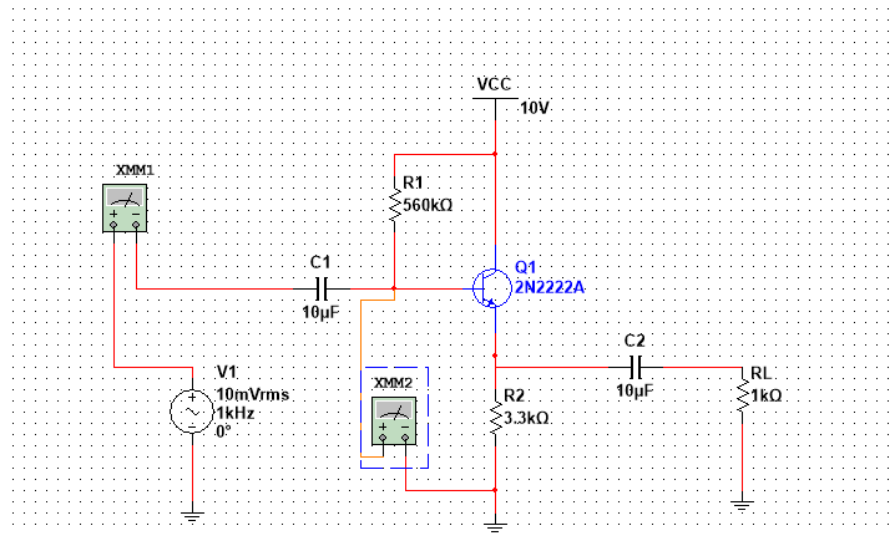 VCC
10V
XMM1
+ -
R1
560kΩ
C1
10µF
Q1
2N2222A
C2
10µF
V1
10mVrms
1kHz
0°
XMM2
+ -
R2
3.3kΩ
RL
1kΩ